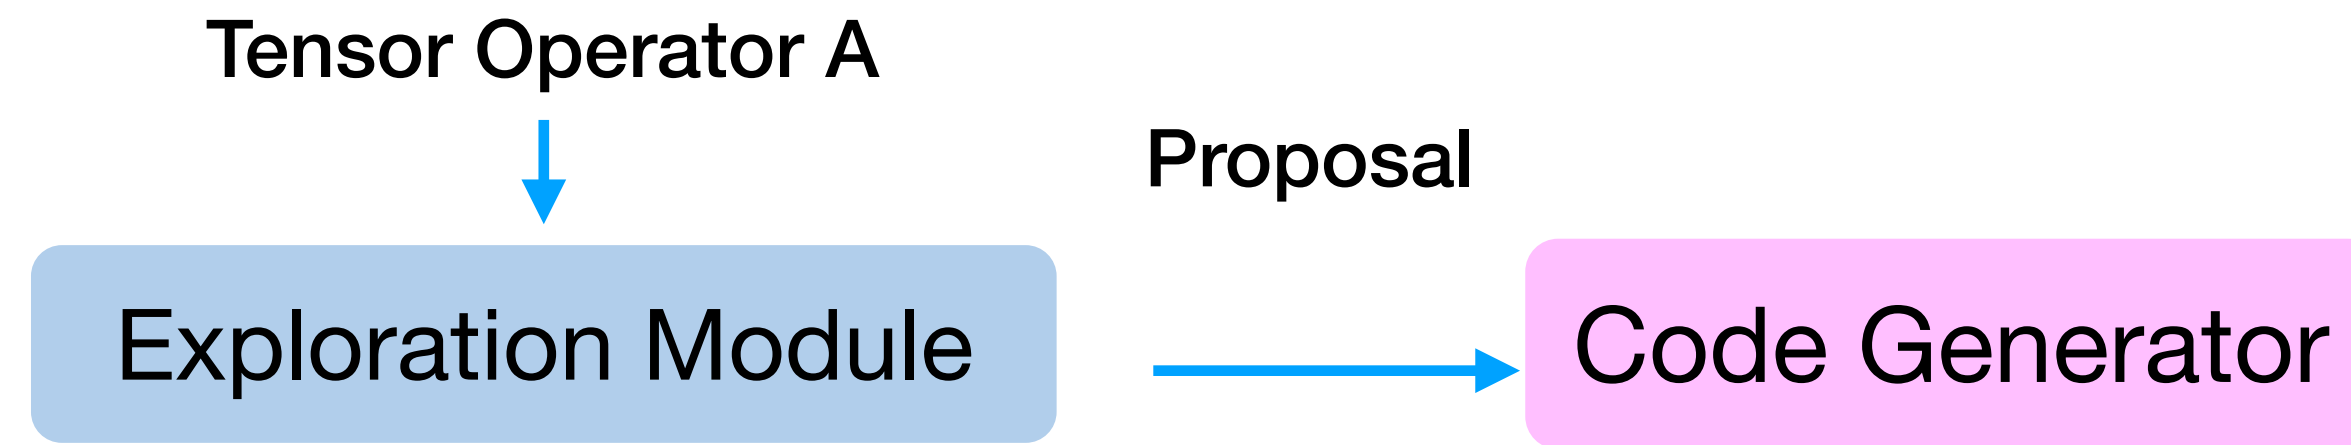 Tensor Operator A
Proposal
Exploration Module
Code Generator